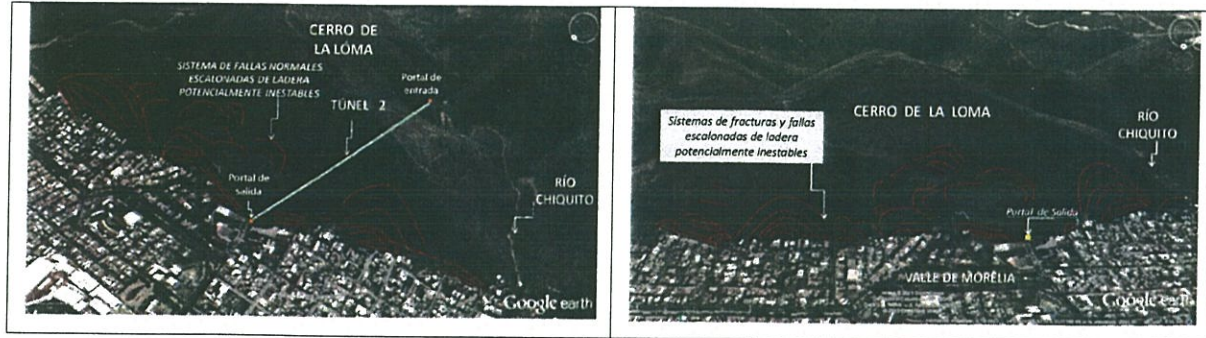 CERRO DE
LA LOMA
SISTEMA DE FALLAS NORMALES
ESCALONADAS DE LADERA
POTENCIALMENTE INESTABLES
Portal de
entrada
TÚNEL 2
Portal de
salida
RÍO
CHIQUITO
Google earth
CERRO DE LA LOMA
RÍO
CHIQUITO
Sistemas de fracturas y fallas
escalonadas de ladera
potencialmente inestables
Portal de Salida
VALLE DE MORELIA
Google earth